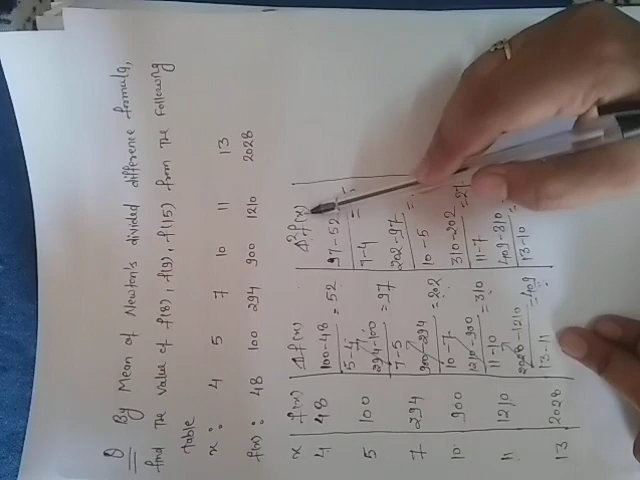 Q By Mean of Newton's divided difference formula,
find The value of f(8), f(9), f(15) from The Following
table
x : 4 5 7 10 11 13
f(x) : 48 100 294 900 1210 2028
x f(x) Δf(x) Δ²f(x)
4 48 100-48 / 5-4 = 52 97-52 / 7-4 =
5 100 294-100 / 7-5 = 97 202-97 / 10-5 =
7 294 900-294 / 10-7 = 202 310-202 / 11-7 = 27
10 900 1210-900 / 11-10 = 310 409-310 / 13-10 =
11 1210 2028-1210 / 13-11 = 409
13 2028